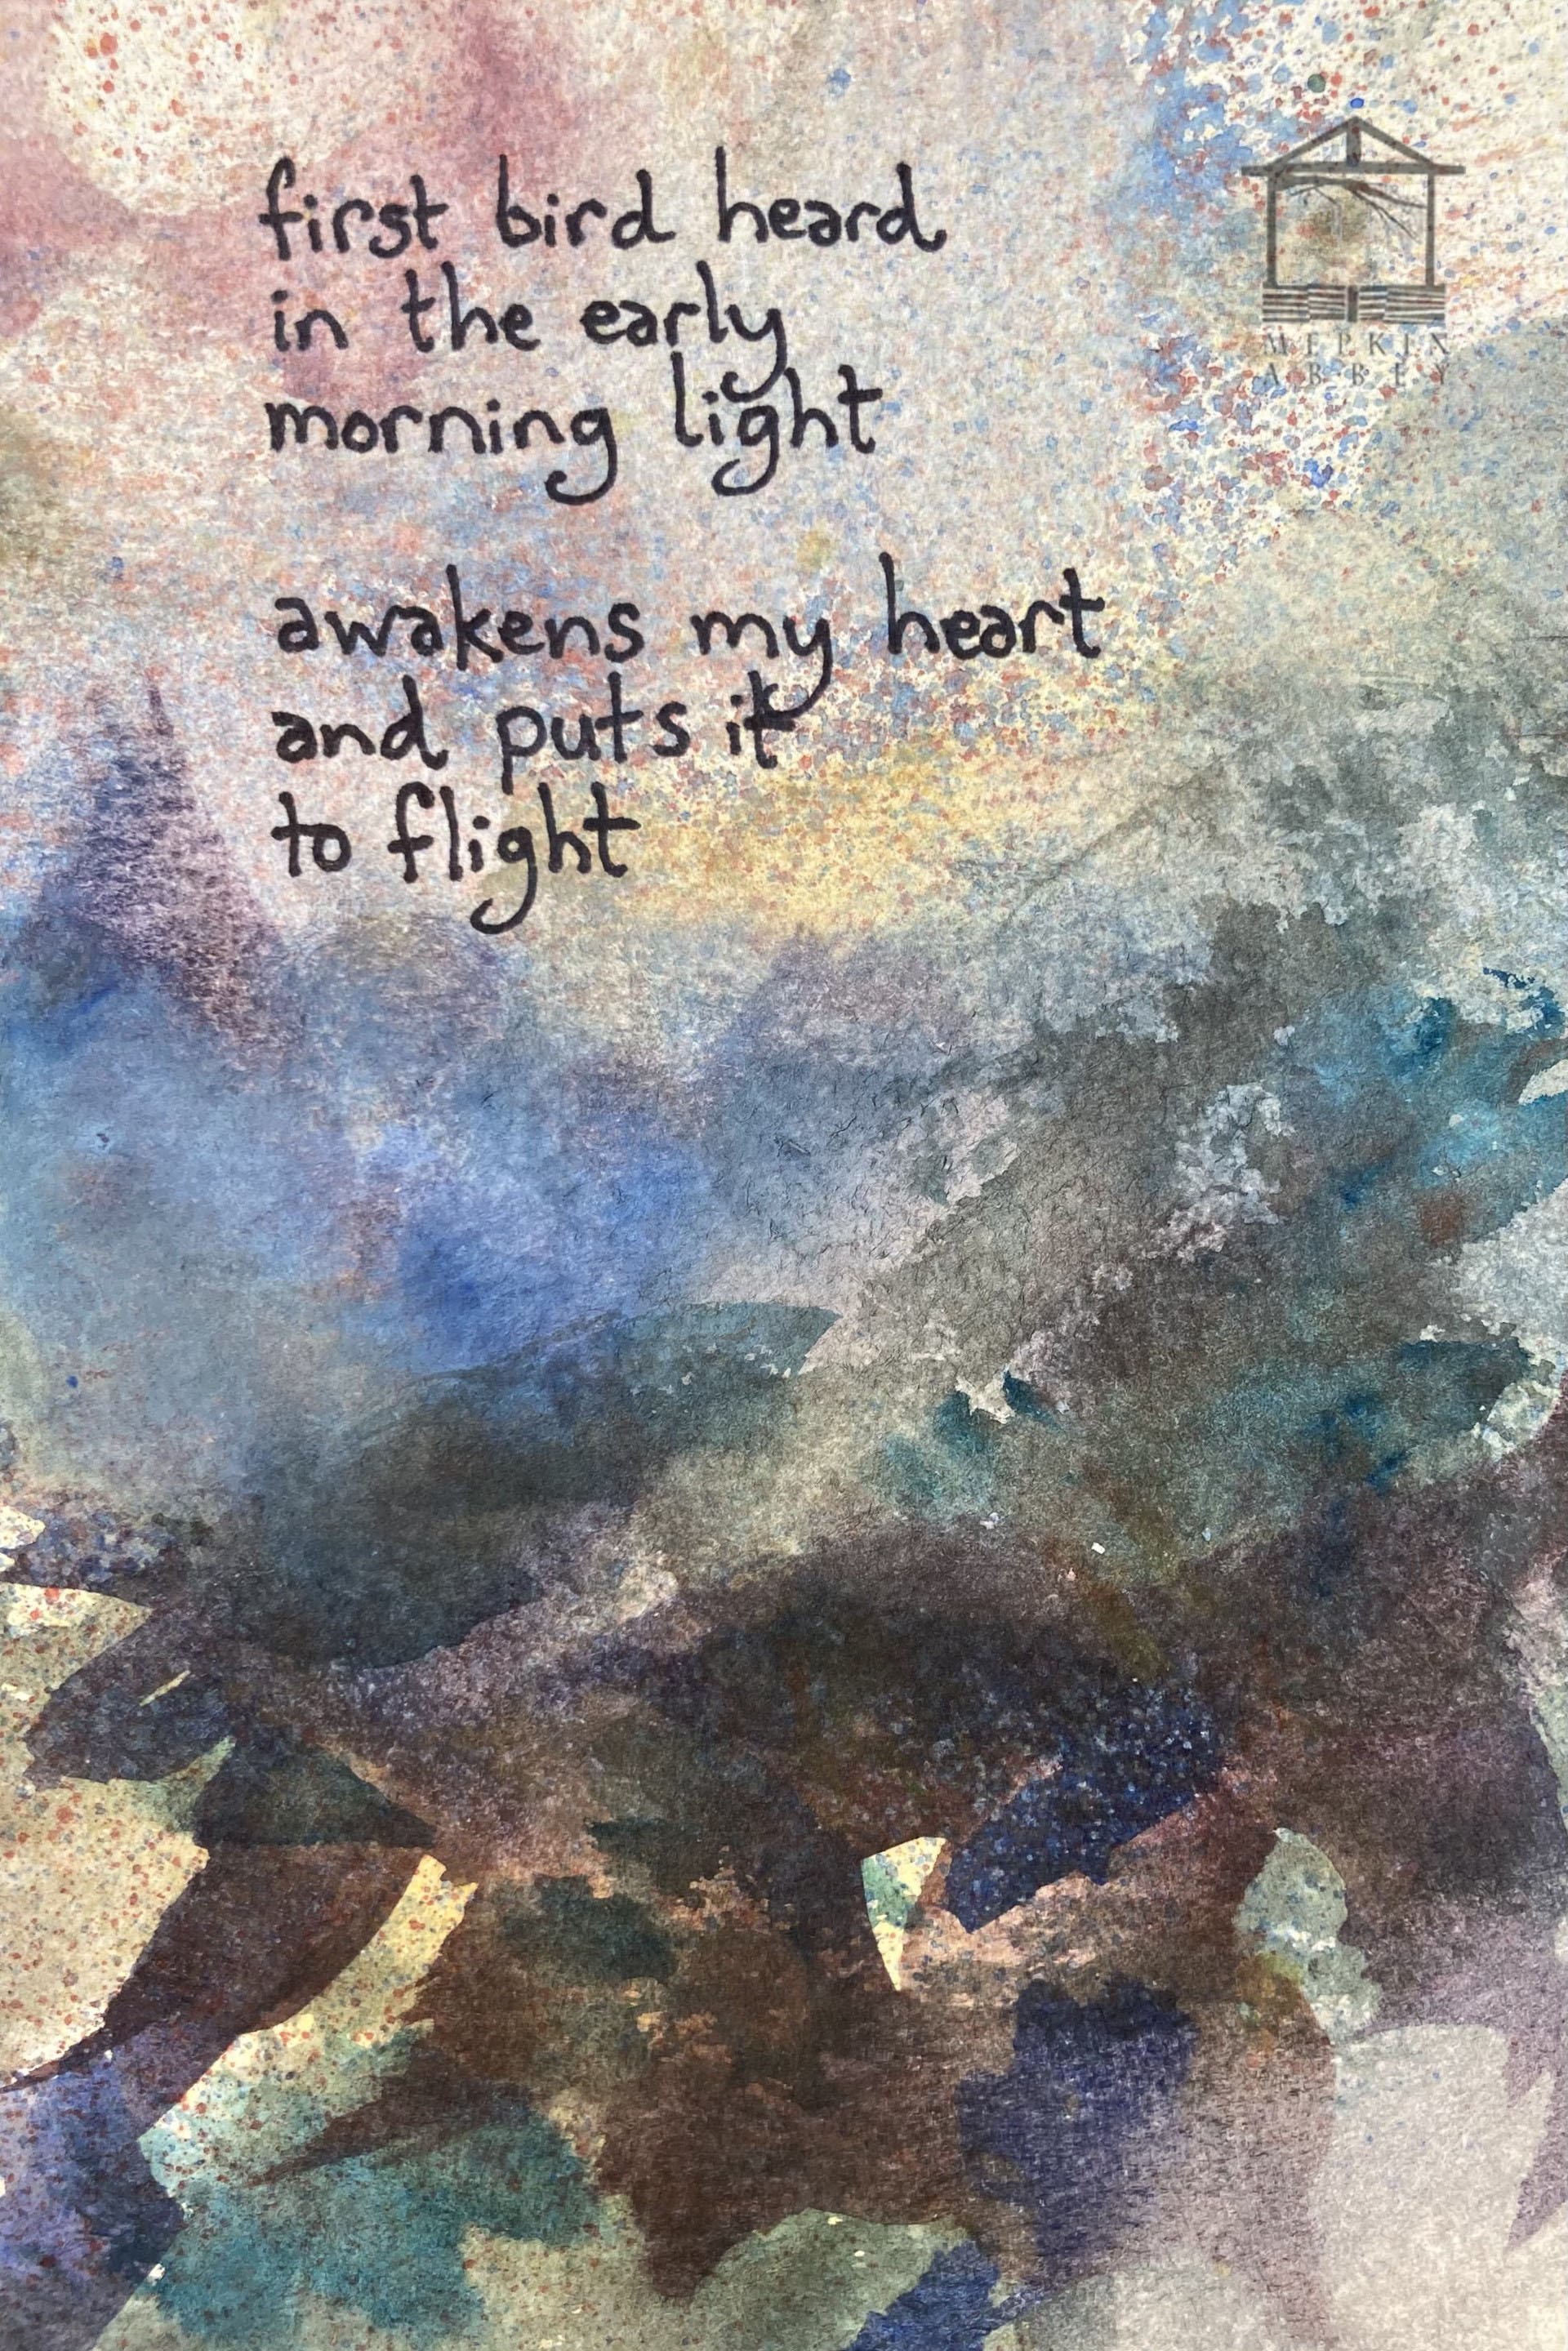 first bird heard
in the early
morning light
awakens my heart
and puts it
to flight
MEPKIN
ABBEY